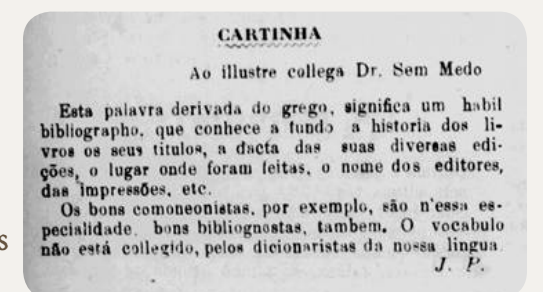 CARTINHA
Ao illustre collega Dr. Sem Medo
Esta palavra derivada do grego, significa um habil
bibliographo, que conhece a fundo a historia dos li-
vros os seus titulos, a dacta das suas diversas edi-
ções, o lugar onde foram feitas, o nome dos editores,
das impressões, etc.
Os bons comoneonistas, por exemplo, são n'essa es-
pecialidade, bons bibliognostas, tambem. O vocabulo
não está collegido, pelos dicionaristas da nossa lingua.
J. P.
s